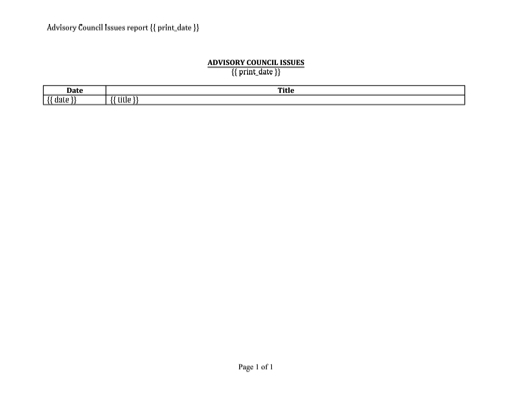 Advisory Council Issues report {{ print_date }}
ADVISORY COUNCIL ISSUES
{{ print_date }}
Date Title
{{ date }} {{ title }}
Page 1 of 1